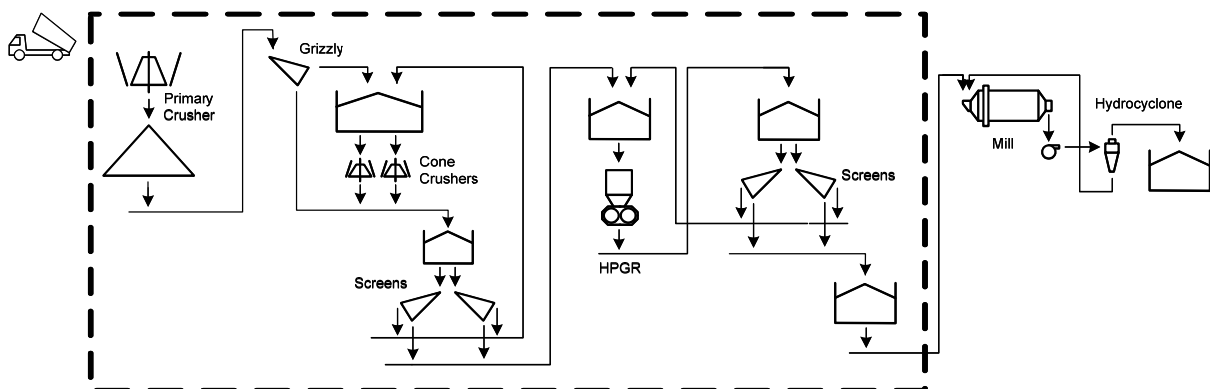 Grizzly
Primary
Crusher
Cone
Crushers
Screens
HPGR
Screens
Mill
Hydrocyclone